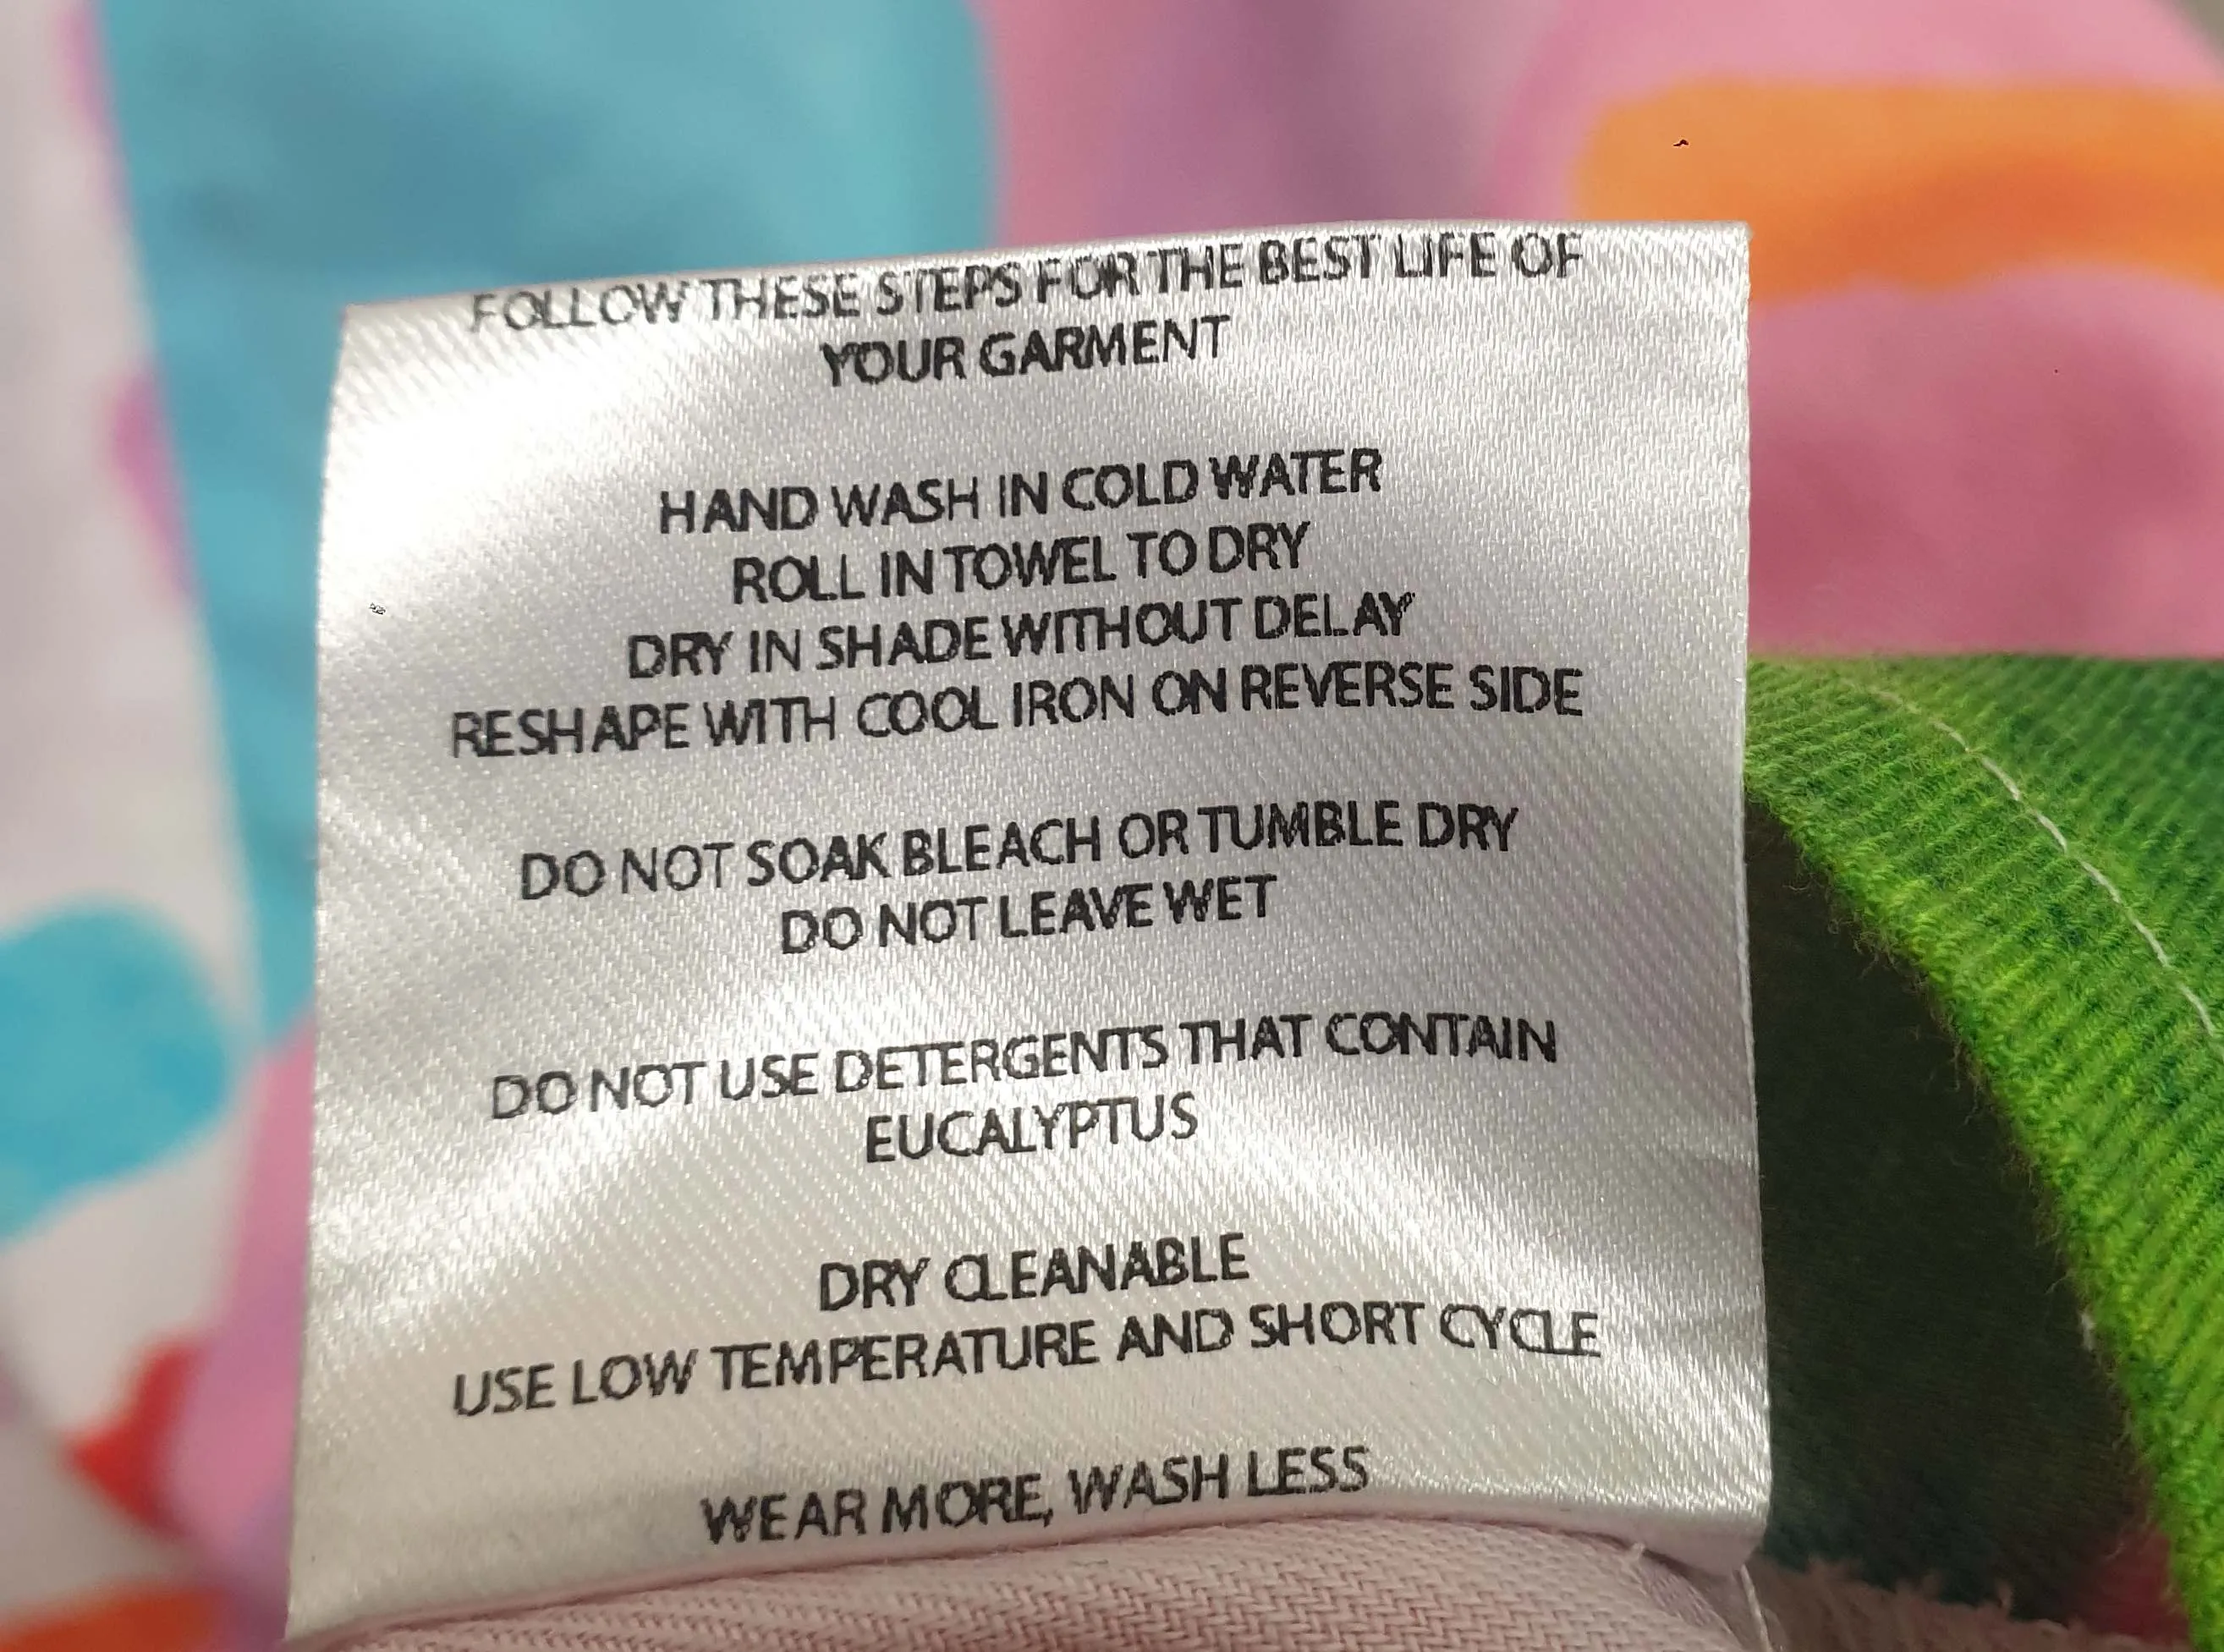 FOLLOW THESE STEPS FOR THE BEST LIFE OF
YOUR GARMENT
HAND WASH IN COLD WATER
ROLL IN TOWEL TO DRY
DRY IN SHADE WITHOUT DELAY
RESHAPE WITH COOL IRON ON REVERSE SIDE
DO NOT SOAK BLEACH OR TUMBLE DRY
DO NOT LEAVE WET
DO NOT USE DETERGENTS THAT CONTAIN
EUCALYPTUS
DRY CLEANABLE
USE LOW TEMPERATURE AND SHORT CYCLE
WEAR MORE, WASH LESS